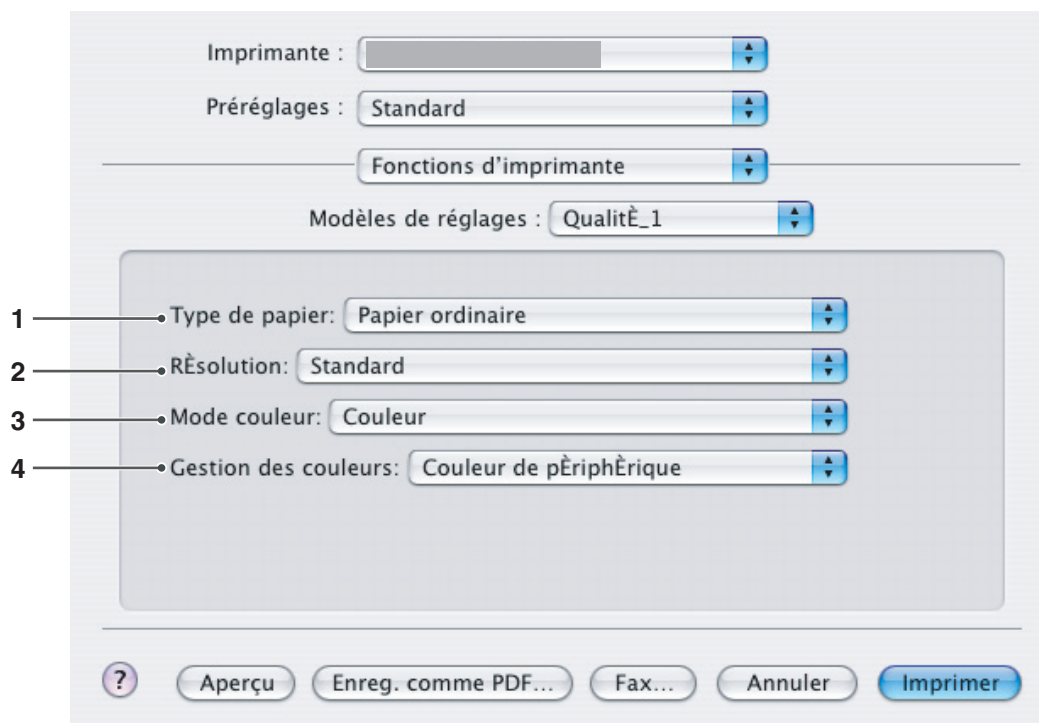 Imprimante :
Préréglages : Standard
Fonctions d'imprimante
Modèles de réglages : QualitÈ_1
1 Type de papier: Papier ordinaire
2 RÈsolution: Standard
3 Mode couleur: Couleur
4 Gestion des couleurs: Couleur de pÈriphÈrique
? Aperçu Enreg. comme PDF... Fax... Annuler Imprimer